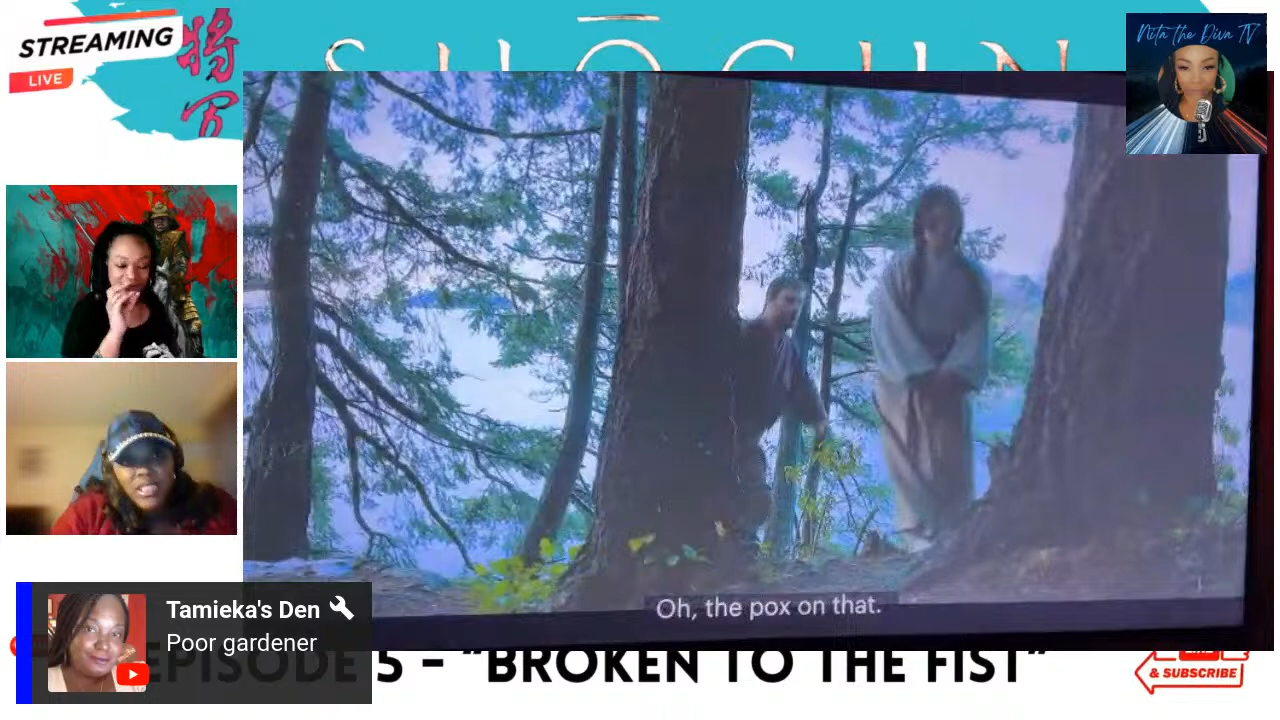 STREAMING
LIVE
将
軍
SHŌGUN
Nita the Diva TV
Oh, the pox on that.
Tamieka's Den
Poor gardener
EPISODE 5 – "BROKEN TO THE FIST"
& SUBSCRIBE